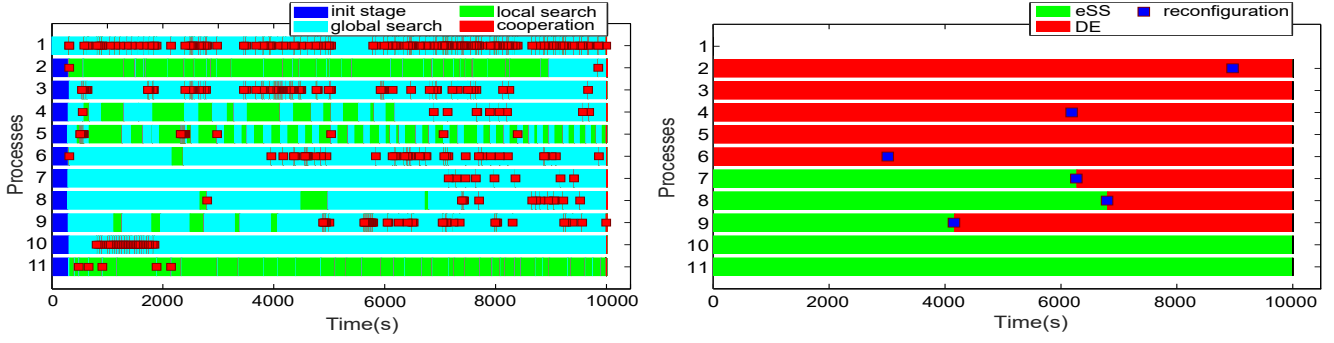 init stage local search
global search cooperation
Processes
1
2
3
4
5
6
7
8
9
10
11
0 2000 4000 6000 8000 10000
Time(s)
eSS reconfiguration
DE
Processes
1
2
3
4
5
6
7
8
9
10
11
0 2000 4000 6000 8000 10000
Time(s)